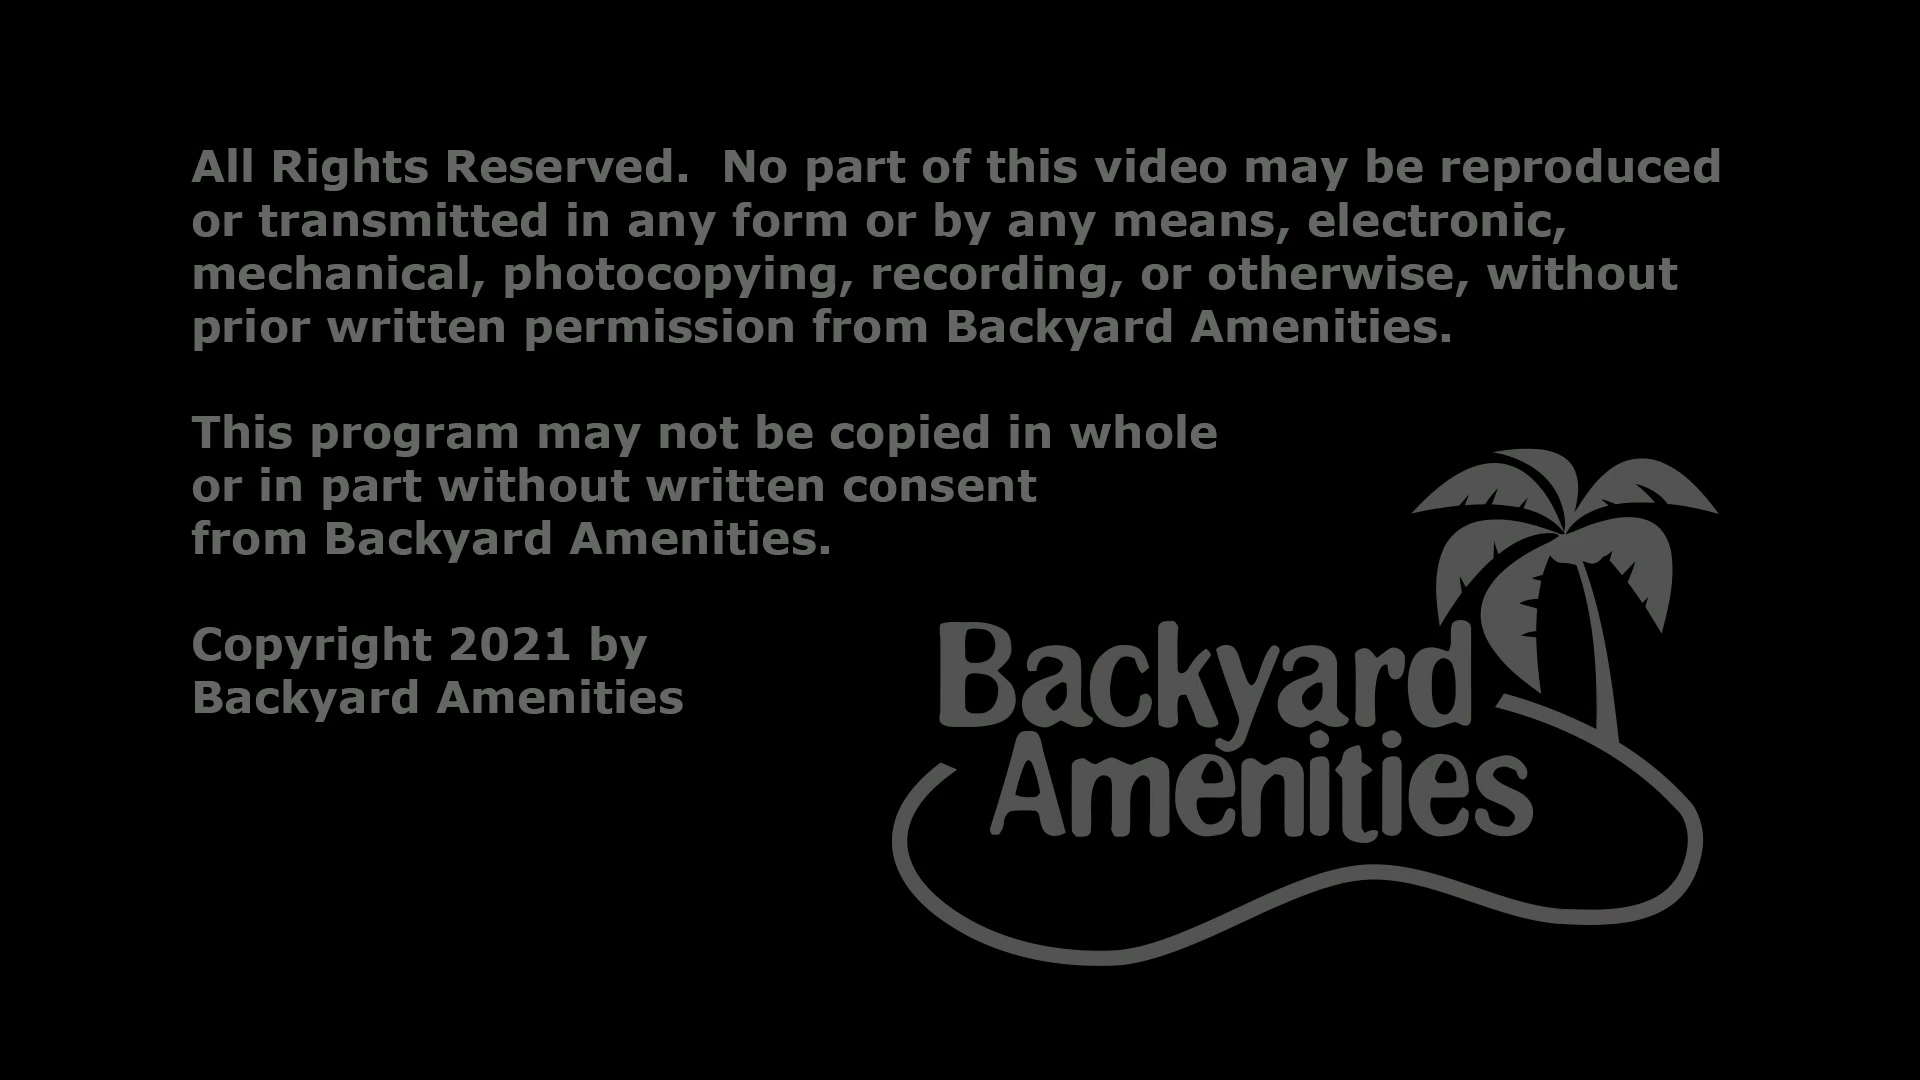 All Rights Reserved.  No part of this video may be reproduced
or transmitted in any form or by any means, electronic,
mechanical, photocopying, recording, or otherwise, without
prior written permission from Backyard Amenities.
This program may not be copied in whole
or in part without written consent
from Backyard Amenities.
Copyright 2021 by
Backyard Amenities
Backyard
Amenities